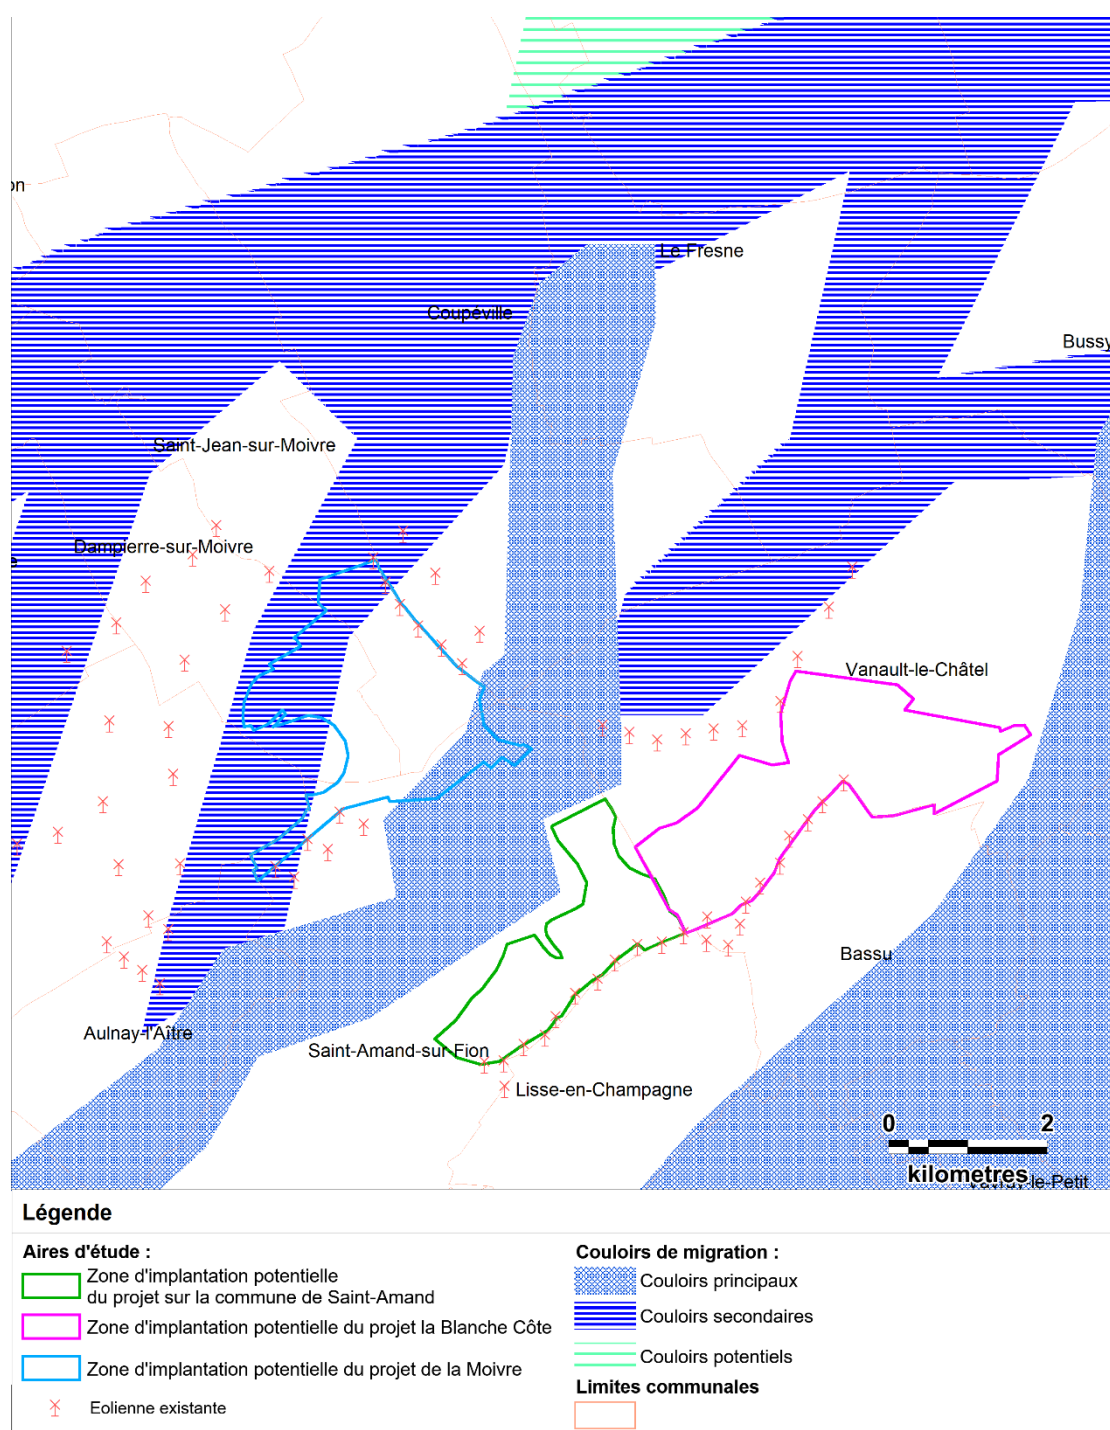 on
Le Fresne
Coupéville
Bussy
Saint-Jean-sur-Moivre
Dampierre-sur-Moivre
e
Vanault-le-Châtel
Bassu
Aulnay-l'Aître
Saint-Amand-sur-Fion
Lisse-en-Champagne
0 2
kilometres
-le-Petit
Légende
Aires d'étude :
Zone d'implantation potentielle
du projet sur la commune de Saint-Amand
Zone d'implantation potentielle du projet la Blanche Côte
Zone d'implantation potentielle du projet de la Moivre
Eolienne existante
Couloirs de migration :
Couloirs principaux
Couloirs secondaires
Couloirs potentiels
Limites communales